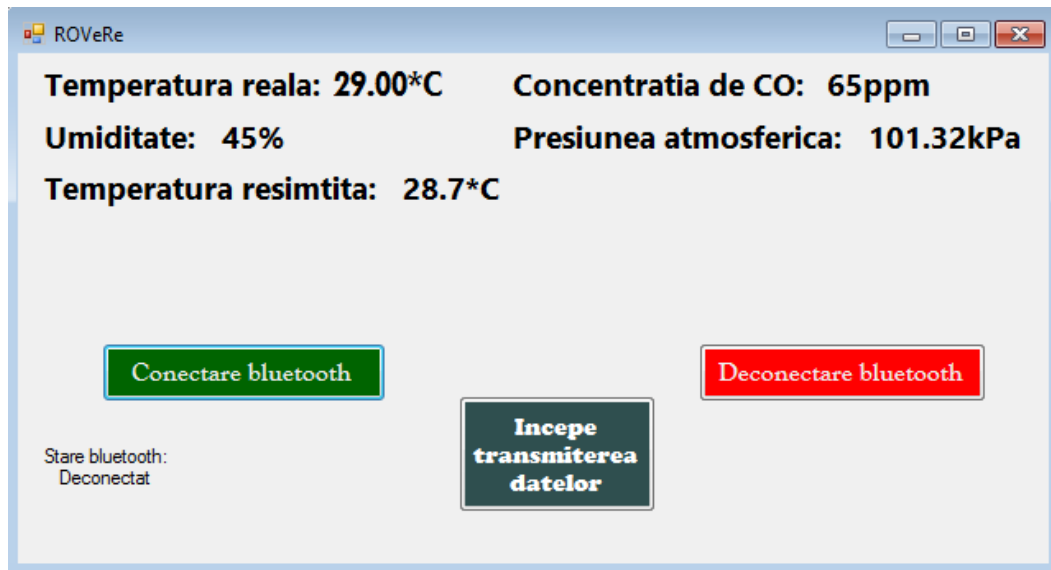 ROVeRe
Temperatura reala: 29.00*C
Concentratia de CO: 65ppm
Umiditate: 45%
Presiunea atmosferica: 101.32kPa
Temperatura resimtita: 28.7*C
Conectare bluetooth
Deconectare bluetooth
Incepe
transmiterea
datelor
Stare bluetooth:
Deconectat